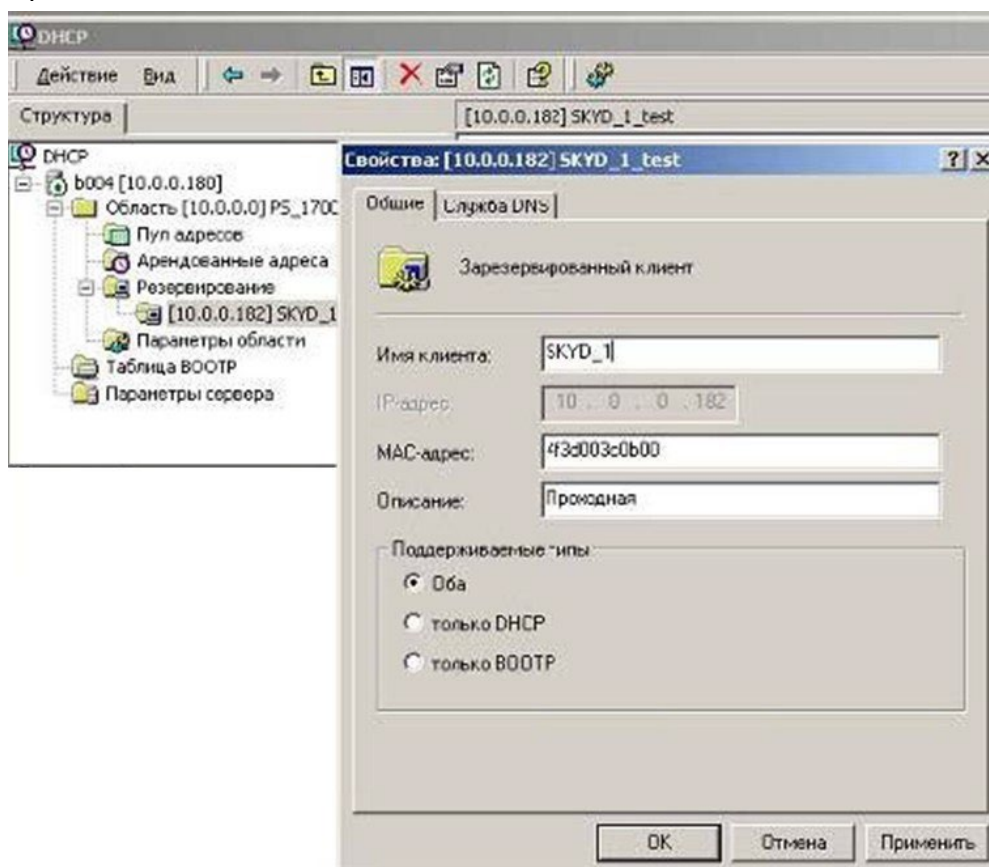 DHCP
Действие Вид
Структура
[10.0.0.182] SKYD_1_test
DHCP
b004 [10.0.0.180]
Область [10.0.0.0] PS_1700
Пул адресов
Арендованные адреса
Резервирование
[10.0.0.182] SKYD_1
Параметры области
Таблица BOOTP
Параметры сервера
Свойства: [10.0.0.182] SKYD_1_test
Общие Служба DNS
Зарезервированный клиент
Имя клиента: SKYD_1
IP-адрес: 10 . 0 . 0 . 182
MAC-адрес: 4f3d003c0b00
Описание: Проходная
Поддерживаемые типы
Оба
только DHCP
только BOOTP
OK Отмена Применить